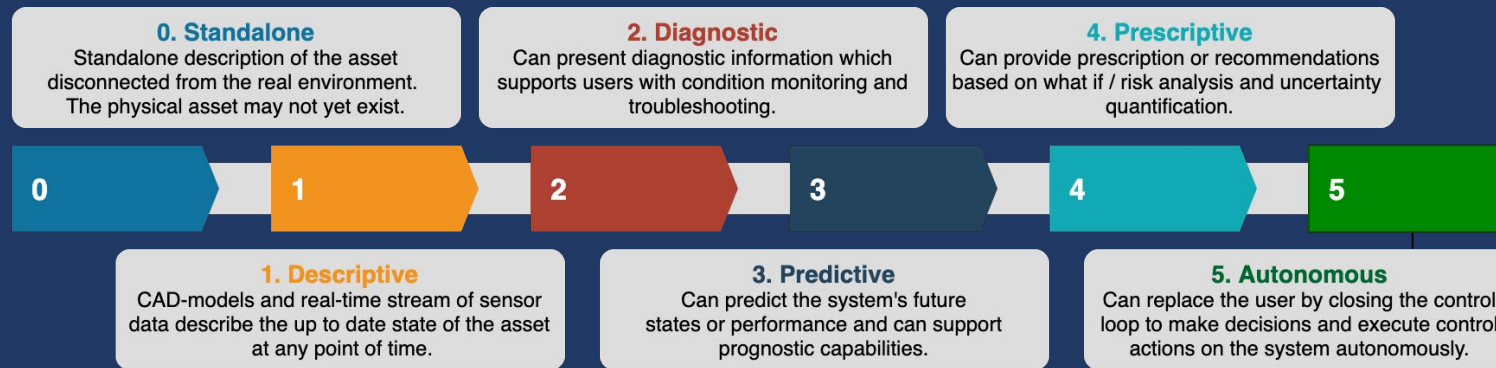 0. Standalone
Standalone description of the asset
disconnected from the real environment.
The physical asset may not yet exist.
2. Diagnostic
Can present diagnostic information which
supports users with condition monitoring and
troubleshooting.
4. Prescriptive
Can provide prescription or recommendations
based on what if / risk analysis and uncertainty
quantification.
0
1
2
3
4
5
1. Descriptive
CAD-models and real-time stream of sensor
data describe the up to date state of the asset
at any point of time.
3. Predictive
Can predict the system's future
states or performance and can support
prognostic capabilities.
5. Autonomous
Can replace the user by closing the control
loop to make decisions and execute control
actions on the system autonomously.